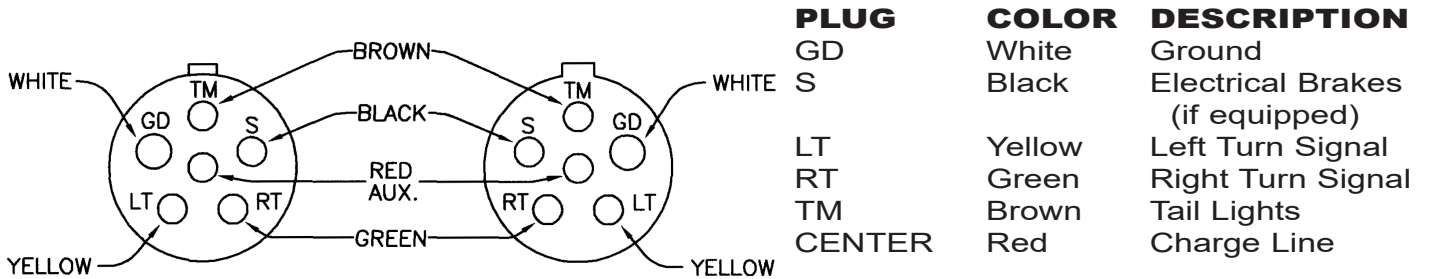 BROWN
WHITE
TM
GD
S
BLACK
RED
AUX.
LT
RT
GREEN
YELLOW
TM
WHITE
S
GD
RT
LT
YELLOW
PLUG COLOR DESCRIPTION
GD White Ground
S Black Electrical Brakes
(if equipped)
LT Yellow Left Turn Signal
RT Green Right Turn Signal
TM Brown Tail Lights
CENTER Red Charge Line